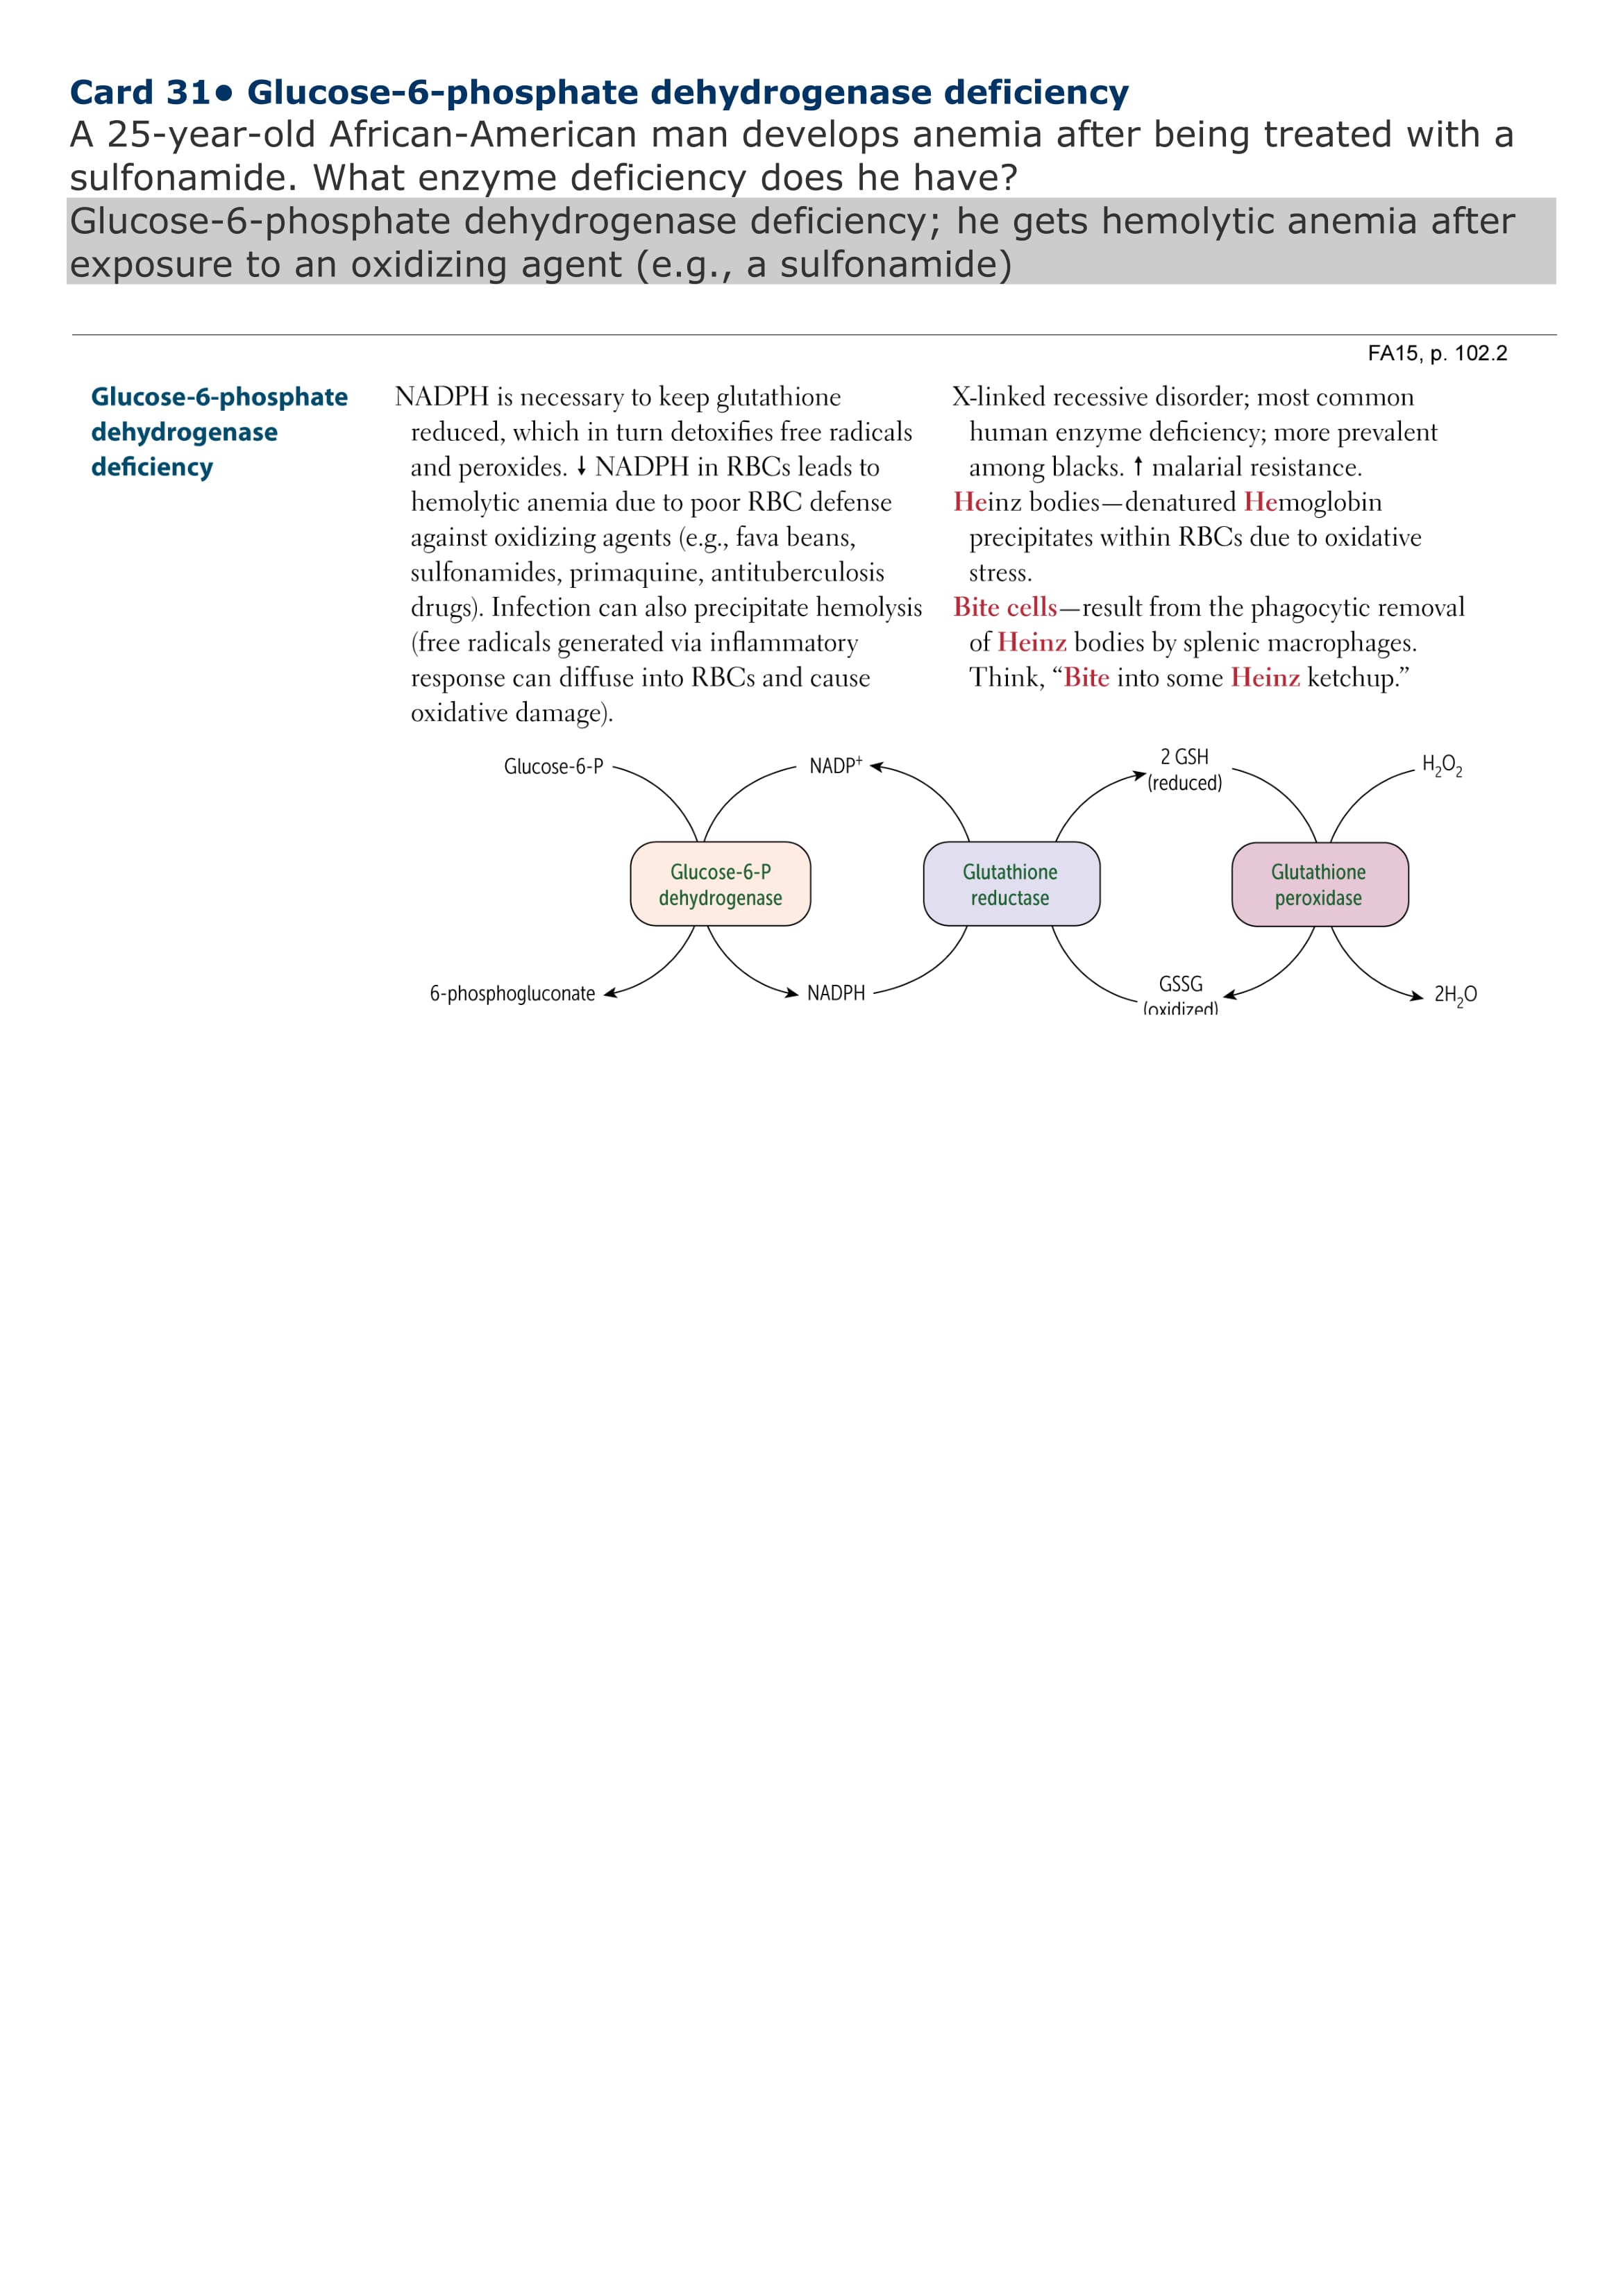 Card 31● Glucose-6-phosphate dehydrogenase deficiency
A 25-year-old African-American man develops anemia after being treated with a
sulfonamide. What enzyme deficiency does he have?
Glucose-6-phosphate dehydrogenase deficiency; he gets hemolytic anemia after
exposure to an oxidizing agent (e.g., a sulfonamide)
FA15, p. 102.2
Glucose-6-phosphate
dehydrogenase
deficiency
NADPH is necessary to keep glutathione
reduced, which in turn detoxifies free radicals
and peroxides. ↓ NADPH in RBCs leads to
hemolytic anemia due to poor RBC defense
against oxidizing agents (e.g., fava beans,
sulfonamides, primaquine, antituberculosis
drugs). Infection can also precipitate hemolysis
(free radicals generated via inflammatory
response can diffuse into RBCs and cause
oxidative damage).
X-linked recessive disorder; most common
human enzyme deficiency; more prevalent
among blacks. ↑ malarial resistance.
Heinz bodies—denatured Hemoglobin
precipitates within RBCs due to oxidative
stress.
Bite cells—result from the phagocytic removal
of Heinz bodies by splenic macrophages.
Think, “Bite into some Heinz ketchup.”
Glucose-6-P
NADP⁺
2 GSH
(reduced)
H₂O₂
Glucose-6-P
dehydrogenase
Glutathione
reductase
Glutathione
peroxidase
6-phosphogluconate
NADPH
GSSG
(oxidized)
2H₂O